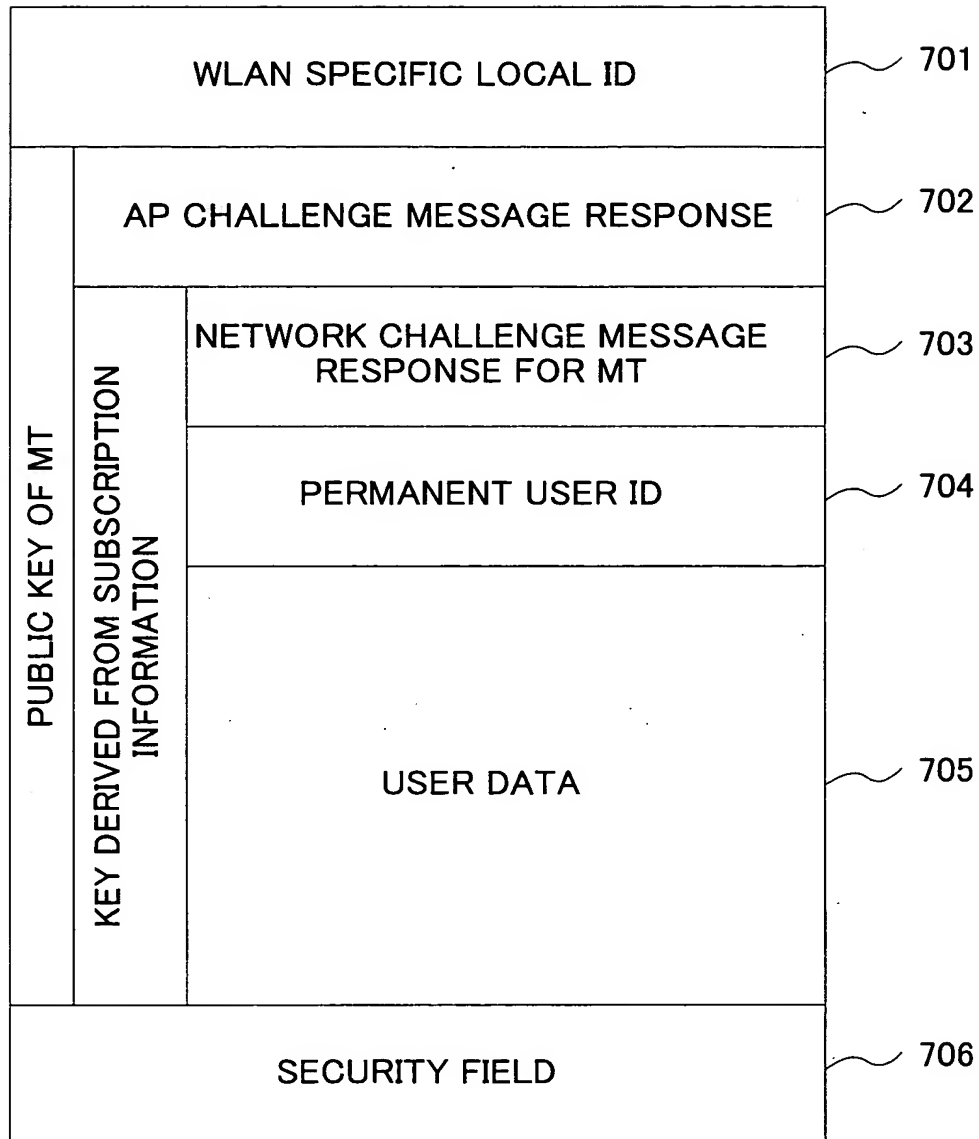 WLAN SPECIFIC LOCAL ID
701
AP CHALLENGE MESSAGE RESPONSE
702
NETWORK CHALLENGE MESSAGE
RESPONSE FOR MT
703
PERMANENT USER ID
704
PUBLIC KEY OF MT
KEY DERIVED FROM SUBSCRIPTION
INFORMATION
USER DATA
705
SECURITY FIELD
706